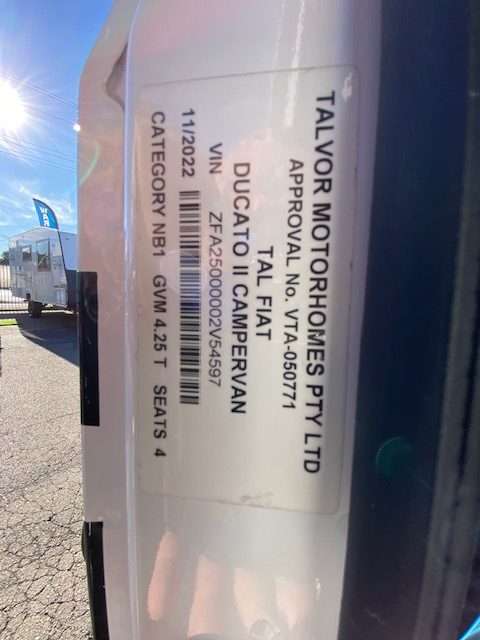 TALVOR MOTORHOMES PTY LTD
APPROVAL No. VTA-050771
TAL FIAT
DUCATO II CAMPERVAN
VIN ZFA25000002V54597
11/2022
CATEGORY NB1 GVM 4.25 T SEATS 4